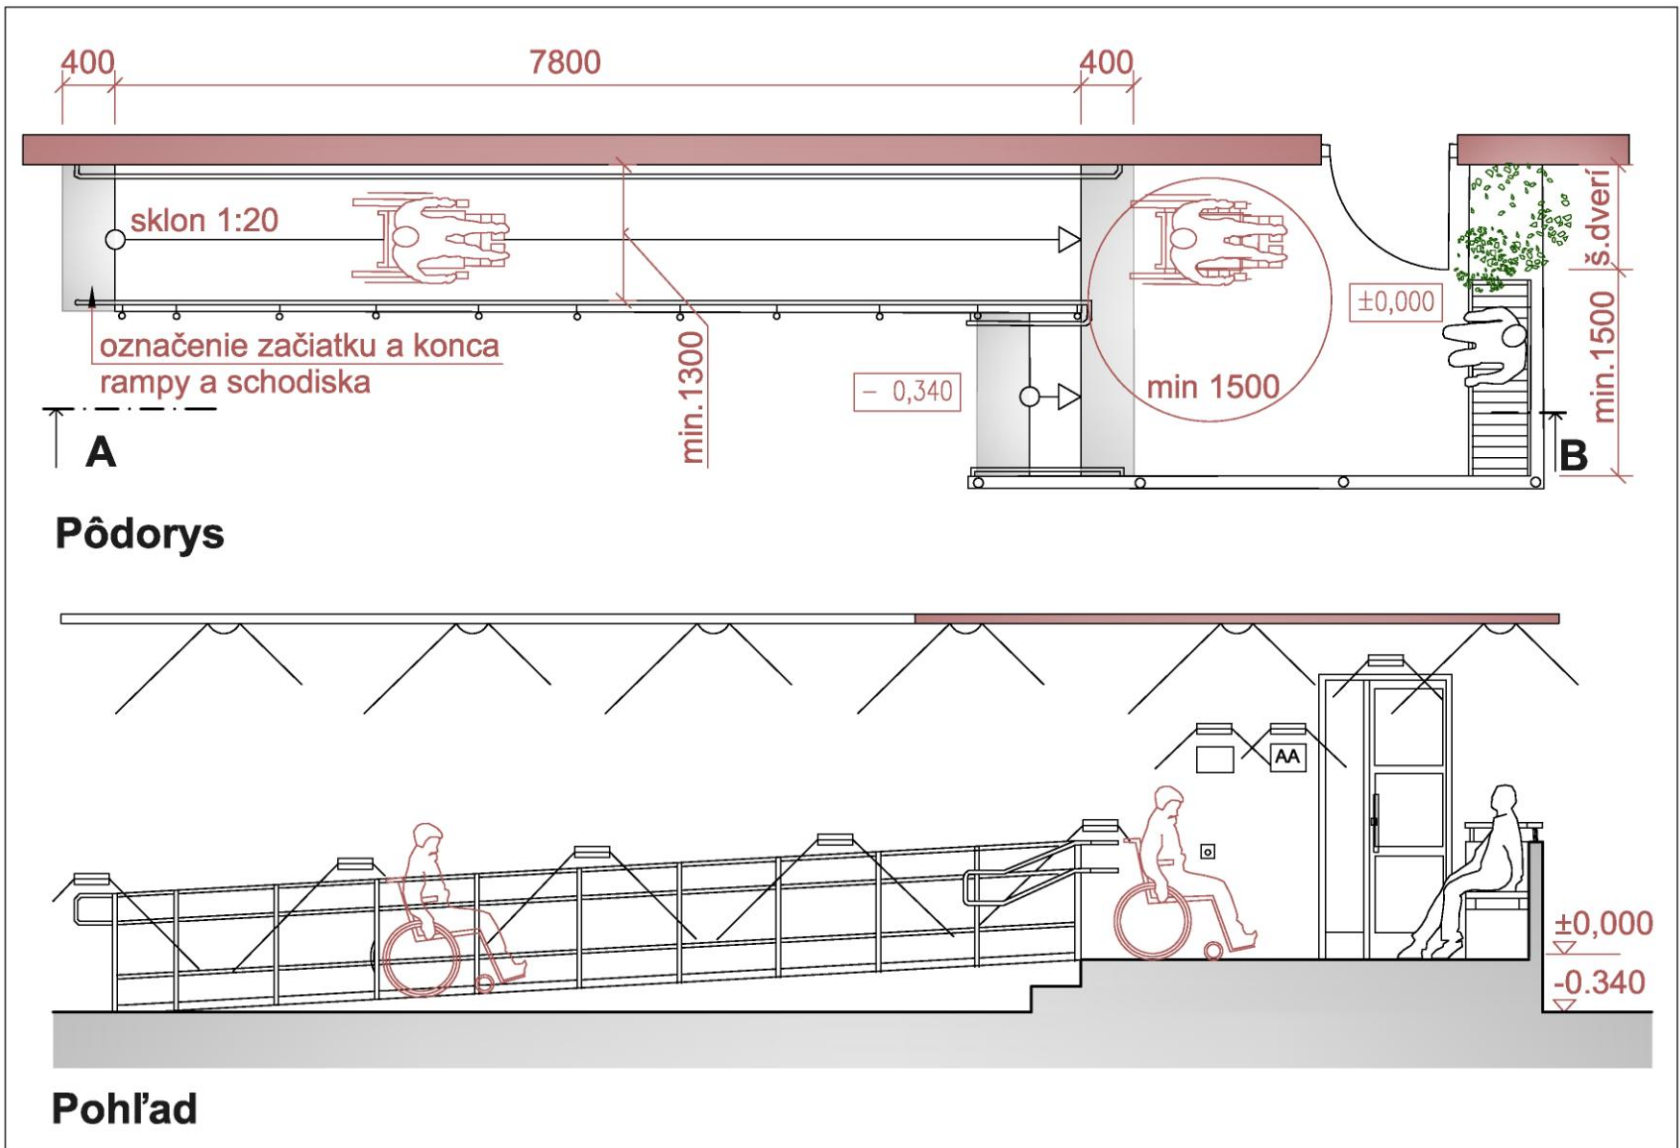 400
7800
400
sklon 1:20
š.dverí
±0,000
označenie začiatku a konca
rampy a schodiska
min.1300
- 0,340
min 1500
min.1500
A
B
Pôdorys
AA
±0,000
-0.340
Pohľad